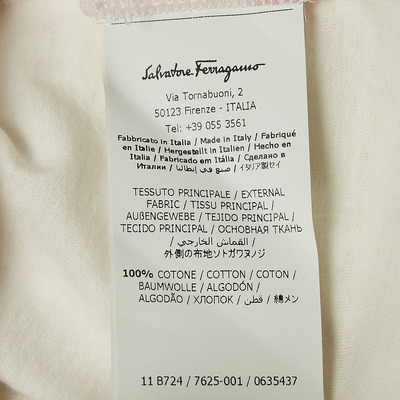 Salvatore Ferragamo
Via Tornabuoni, 2
50123 Firenze - ITALIA
Tel: +39 055 3561
Fabbricato in Italia / Made in Italy / Fabriqué
en Italie / Hergestellt in Italien / Hecho en
Italia / Fabricado em Itália / Сделано в
Италии / صنع في إيطاليا / イタリア製セイ
TESSUTO PRINCIPALE / EXTERNAL
FABRIC / TISSU PRINCIPAL /
AUßENGEWEBE / TEJIDO PRINCIPAL /
TECIDO PRINCIPAL / ОСНОВНАЯ ТКАНЬ
/ القماش الخارجي /
外側の布地ソトガワヌノジ
100% COTONE / COTTON / COTON /
BAUMWOLLE / ALGODÓN /
ALGODÃO / ХЛОПОК / قطن / 綿メン
11 B724 / 7625-001 / 0635437